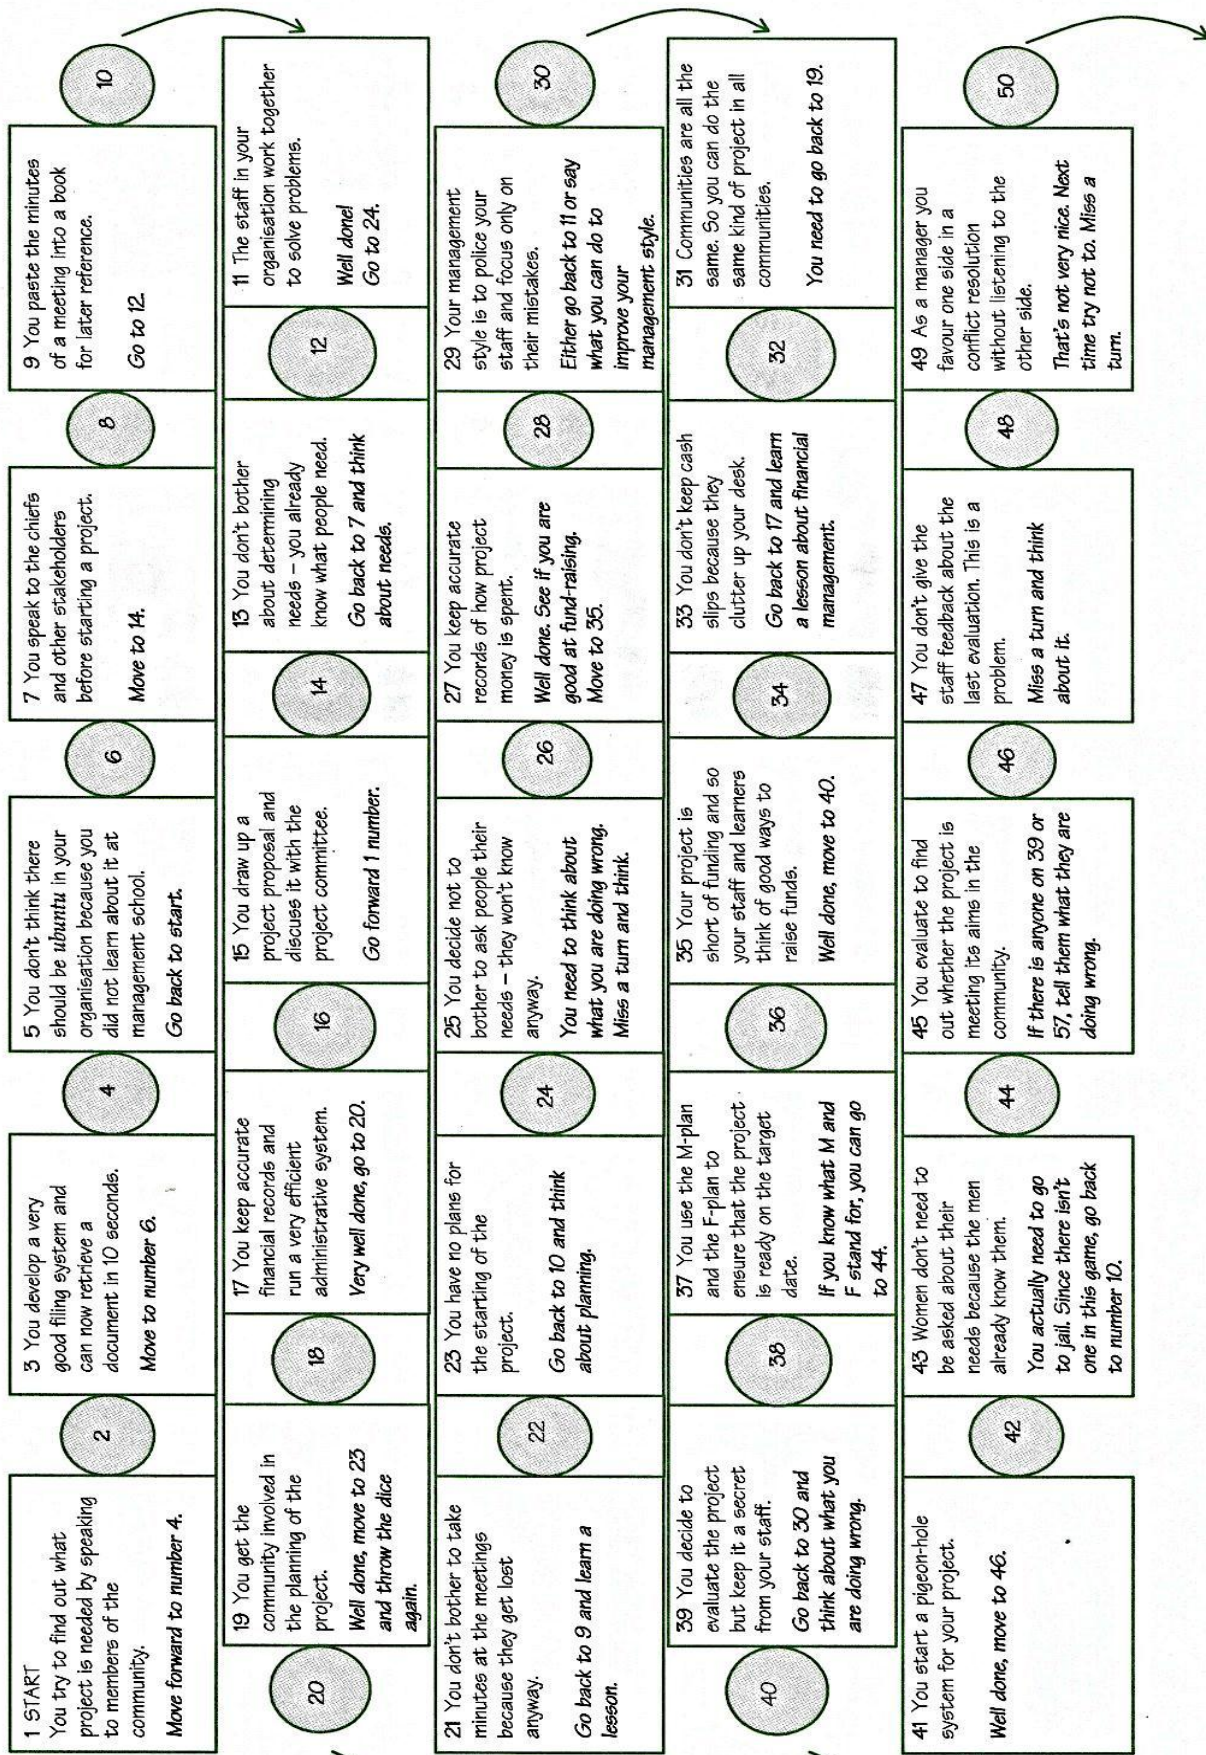 1 START
You try to find out what
project is needed by speaking
to members of the
community.
Move forward to number 4.
2
3 You develop a very
good filing system and
can now retrieve a
document in 10 seconds.
Move to number 6.
4
5 You don't think there
should be ubuntu in your
organisation because you
did not learn about it at
management school.
Go back to start.
6
7 You speak to the chiefs
and other stakeholders
before starting a project.
Move to 14.
8
9 You paste the minutes
of a meeting into a book
for later reference.
Go to 12.
10
11 The staff in your
organisation work together
to solve problems.
Well done!
Go to 24.
12
13 You don't bother
about determining
needs – you already
know what people need.
Go back to 7 and think
about needs.
14
15 You draw up a
project proposal and
discuss it with the
project committee.
Go forward 1 number.
16
17 You keep accurate
financial records and
run a very efficient
administrative system.
Very well done, go to 20.
18
19 You get the
community involved in
the planning of the
project.
Well done, move to 23
and throw the dice
again.
20
21 You don't bother to take
minutes at the meetings
because they get lost
anyway.
Go back to 9 and learn a
lesson.
22
23 You have no plans for
the starting of the
project.
Go back to 10 and think
about planning.
24
25 You decide not to
bother to ask people their
needs – they won't know
anyway.
You need to think about
what you are doing wrong.
Miss a turn and think.
26
27 You keep accurate
records of how project
money is spent.
Well done. See if you are
good at fund-raising.
Move to 35.
28
29 Your management
style is to police your
staff and focus only on
their mistakes.
Either go back to 11 or say
what you can do to
improve your
management style.
30
31 Communities are all the
same. So you can do the
same kind of project in all
communities.
You need to go back to 19.
32
33 You don't keep cash
slips because they
clutter up your desk.
Go back to 17 and learn
a lesson about financial
management.
34
35 Your project is
short of funding and so
your staff and learners
think of good ways to
raise funds.
Well done, move to 40.
36
37 You use the M-plan
and the F-plan to
ensure that the project
is ready on the target
date.
If you know what M and
F stand for, you can go
to 44.
38
39 You decide to
evaluate the project
but keep it a secret
from your staff.
Go back to 30 and
think about what you
are doing wrong.
40
41 You start a pigeon-hole
system for your project.
Well done, move to 46.
42
43 Women don't need to
be asked about their
needs because the men
already know them.
You actually need to go
to jail. Since there isn't
one in this game, go back
to number 10.
44
45 You evaluate to find
out whether the project is
meeting its aims in the
community.
If there is anyone on 39 or
57, tell them what they are
doing wrong.
46
47 You don't give the
staff feedback about the
last evaluation. This is a
problem.
Miss a turn and think
about it.
48
49 As a manager you
favour one side in a
conflict resolution
without listening to the
other side.
That's not very nice. Next
time try not to. Miss a
turn.
50